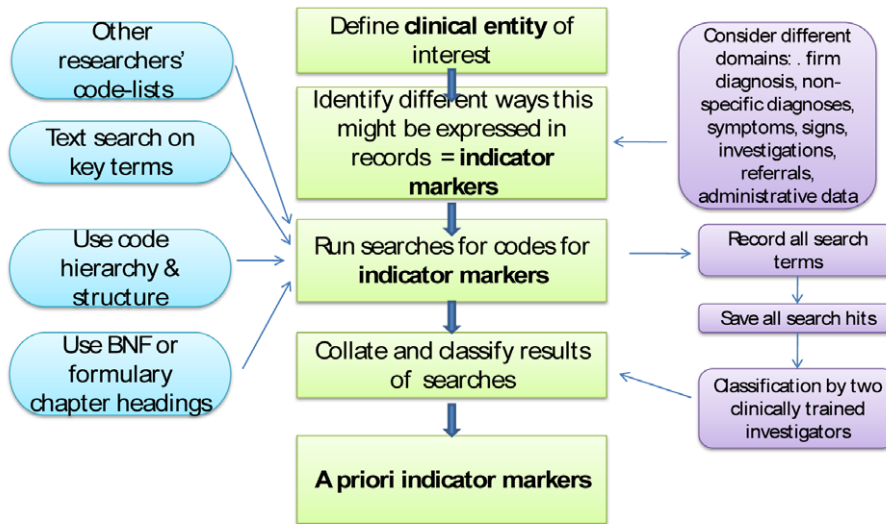 Other
researchers'
code-lists
Text search on
key terms
Use code
hierarchy &
structure
Use BNF or
formulary
chapter headings
Define clinical entity of
interest
Identify different ways this
might be expressed in
records = indicator
markers
Run searches for codes for
indicator markers
Collate and classify results
of searches
A priori indicator markers
Consider different
domains: . firm
diagnosis, non-
specific diagnoses,
symptoms, signs,
investigations,
referrals,
administrative data
Record all search
terms
Save all search hits
Classification by two
clinically trained
investigators